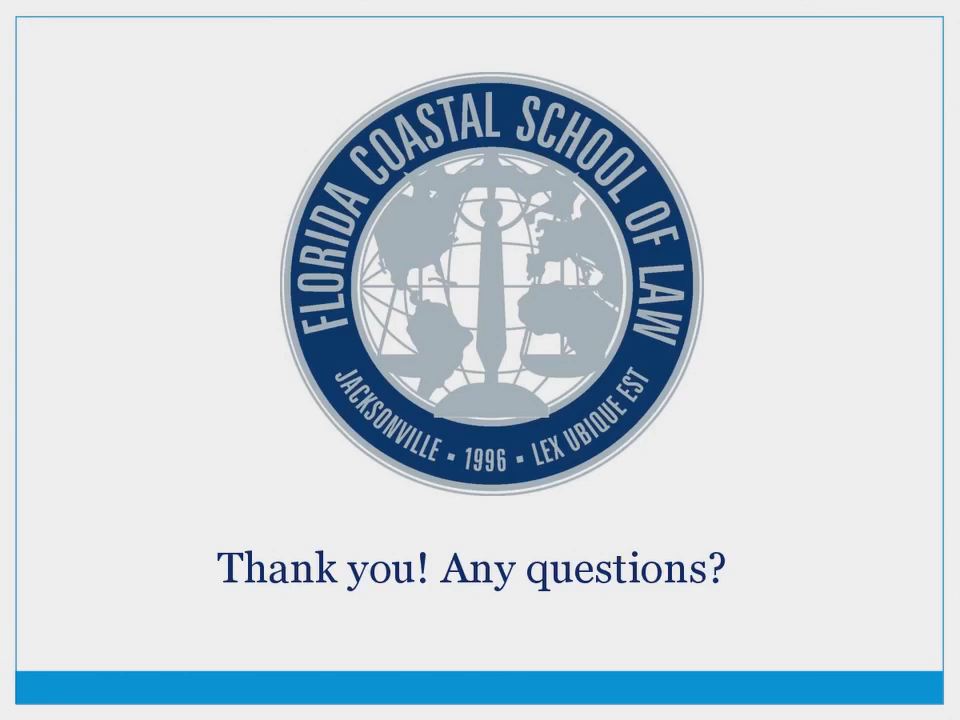 FLORIDA COASTAL SCHOOL OF LAW
JACKSONVILLE ▪ 1996 ▪ LEX UBIQUE EST
Thank you! Any questions?